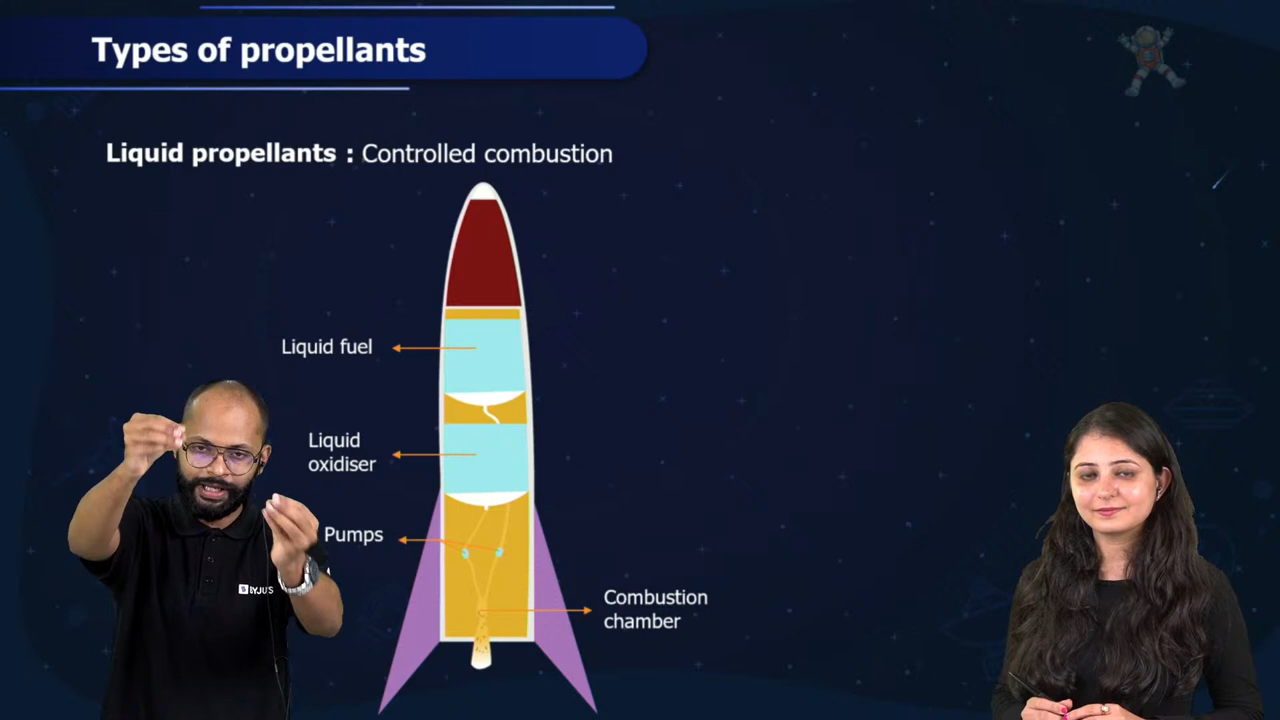 Types of propellants
Liquid propellants : Controlled combustion
Liquid fuel
Liquid
oxidiser
Pumps
Combustion
chamber
BYJU'S